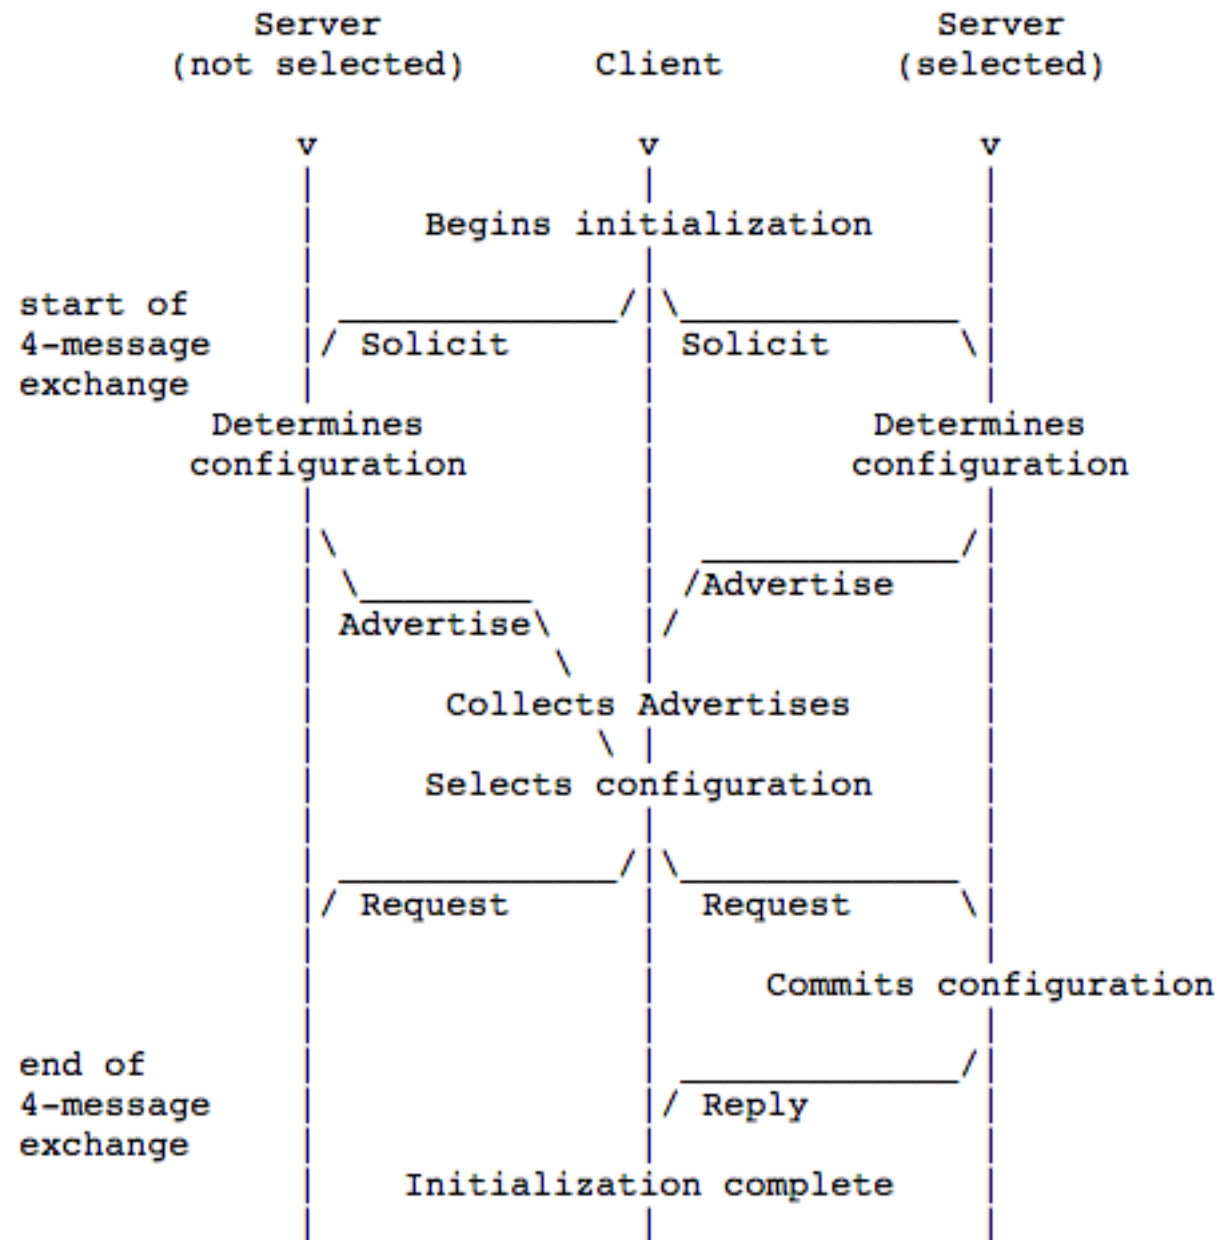 Server Server
(not selected) Client (selected)
v v v
Begins initialization
start of
4-message Solicit Solicit
exchange
Determines Determines
configuration configuration
Advertise
Advertise
Collects Advertises
Selects configuration
Request Request
Commits configuration
end of
4-message Reply
exchange
Initialization complete